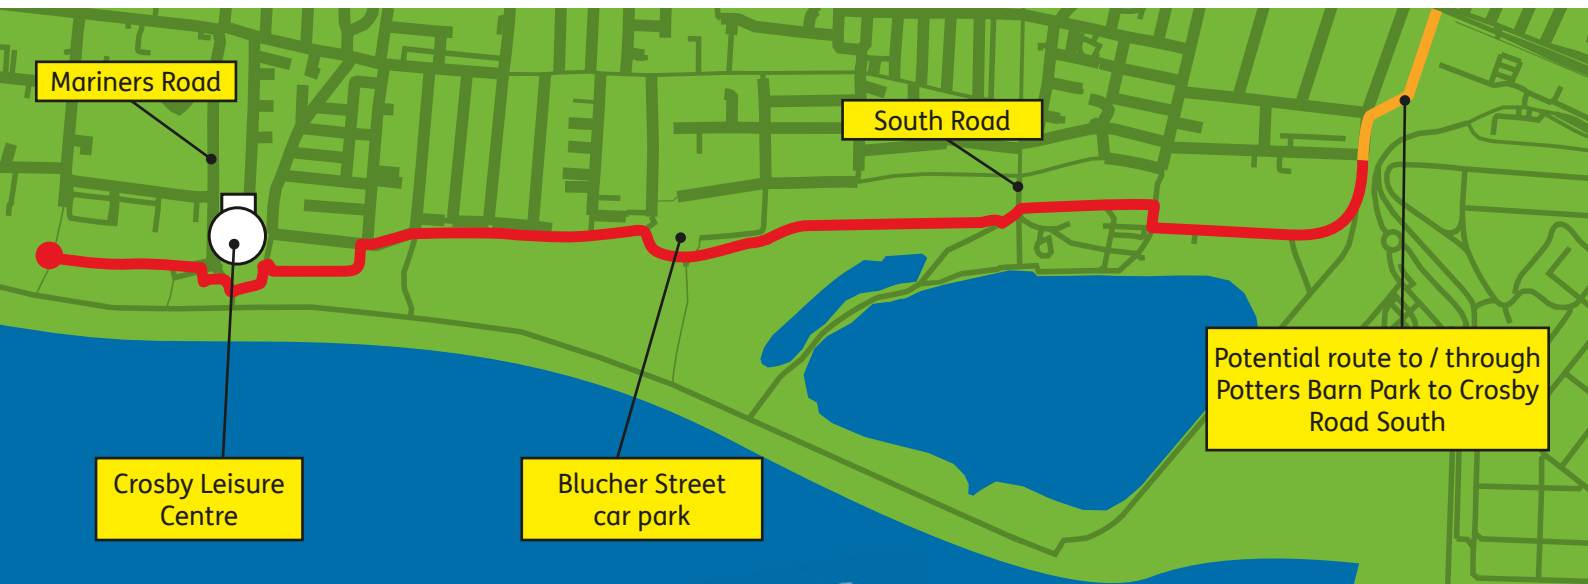 Mariners Road
South Road
Potential route to / through
Potters Barn Park to Crosby
Road South
Crosby Leisure
Centre
Blucher Street
car park